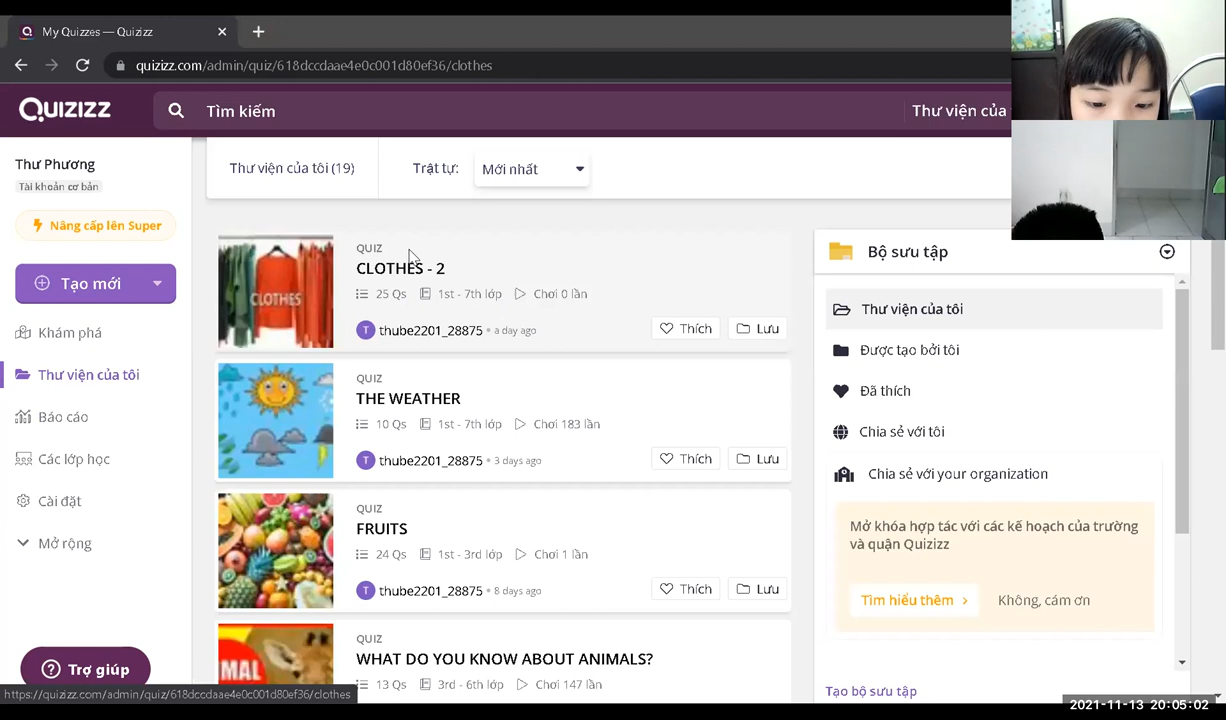 My Quizzes — Quizizz
quizizz.com/admin/quiz/618dccdaae4e0c001d80ef36/clothes
QUIZIZZ
Tìm kiếm
Thư viện của
Thư Phương
Tài khoản cơ bản
Nâng cấp lên Super
Tạo mới
Khám phá
Thư viện của tôi
Báo cáo
Các lớp học
Cài đặt
Mở rộng
Trợ giúp
https://quizizz.com/admin/quiz/618dccdaae4e0c001d80ef36/clothes
Thư viện của tôi (19)
Trật tự:
Mới nhất
CLOTHES
QUIZ
CLOTHES - 2
25 Qs 1st - 7th lớp Chơi 0 lần
T thube2201_28875 • a day ago
Thích Lưu
QUIZ
THE WEATHER
10 Qs 1st - 7th lớp Chơi 183 lần
T thube2201_28875 • 3 days ago
Thích Lưu
QUIZ
FRUITS
24 Qs 1st - 3rd lớp Chơi 1 lần
T thube2201_28875 • 8 days ago
Thích Lưu
MAL
QUIZ
WHAT DO YOU KNOW ABOUT ANIMALS?
13 Qs 3rd - 6th lớp Chơi 147 lần
Bộ sưu tập
Thư viện của tôi
Được tạo bởi tôi
Đã thích
Chia sẻ với tôi
Chia sẻ với your organization
Mở khóa hợp tác với các kế hoạch của trường
và quận Quizizz
Tìm hiểu thêm >
Không, cám ơn
Tạo bộ sưu tập
2021-11-13 20:05:02